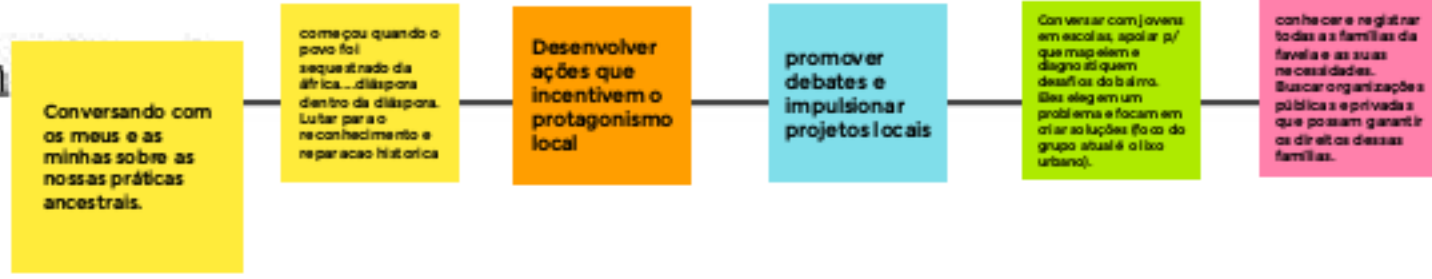 Conversando com
os meus e as
minhas sobre as
nossas práticas
ancestrais.
começou quando o
povo foi
sequestrado da
áfrica....diáspora
dentro da diáspora.
Lutar para o
reconhecimento e
reparacao historica
Desenvolver
ações que
incentivem o
protagonismo
local
promover
debates e
impulsionar
projetos locais
Conversar com jovens
em escolas, apoiar p/
que mapeiem e
diagnostiquem
desafios do bairro.
Eles elegem um
problema e focam em
criar soluções (foco do
grupo atual é o lixo
urbano).
conhecer e registrar
todas as famílias da
favela e as suas
necessidades.
Buscar organizações
públicas e privadas
que possam garantir
os direitos dessas
famílias.